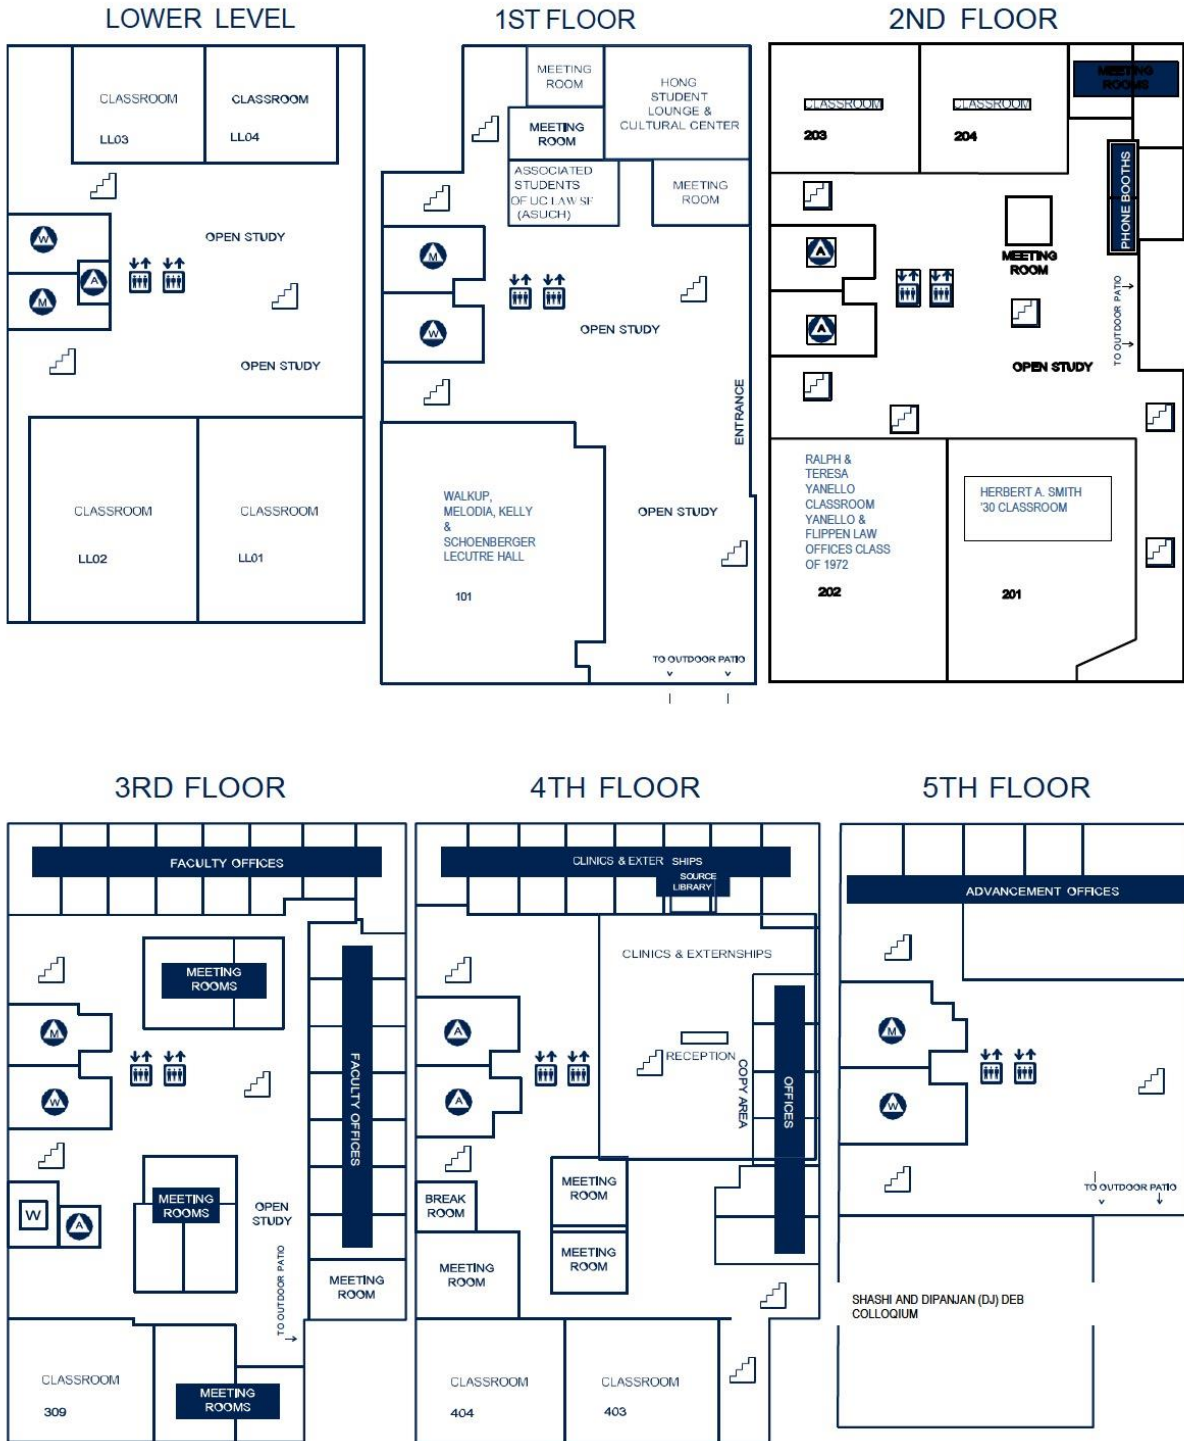 LOWER LEVEL
CLASSROOM
LL03
CLASSROOM
LL04
W
M
A
OPEN STUDY
OPEN STUDY
CLASSROOM
LL02
CLASSROOM
LL01
1ST FLOOR
MEETING
ROOM
HONG
STUDENT
LOUNGE &
CULTURAL CENTER
MEETING
ROOM
ASSOCIATED
STUDENTS
OF UC LAW SF
(ASUCH)
MEETING
ROOM
M
W
OPEN STUDY
ENTRANCE
WALKUP,
MELODIA, KELLY
&
SCHOENBERGER
LECUTRE HALL
101
OPEN STUDY
TO OUTDOOR PATIO
2ND FLOOR
CLASSROOM
203
CLASSROOM
204
MEETING
ROOMS
PHONE BOOTHS
A
A
MEETING
ROOM
TO OUTDOOR PATIO
OPEN STUDY
RALPH &
TERESA
YANELLO
CLASSROOM
YANELLO &
FLIPPEN LAW
OFFICES CLASS
OF 1972
202
HERBERT A. SMITH
'30 CLASSROOM
201
3RD FLOOR
FACULTY OFFICES
MEETING
ROOMS
M
W
FACULTY OFFICES
W
A
MEETING
ROOMS
OPEN
STUDY
TO OUTDOOR PATIO
MEETING
ROOM
CLASSROOM
309
MEETING
ROOMS
4TH FLOOR
CLINICS & EXTER SHIPS
SOURCE
LIBRARY
CLINICS & EXTERNSHIPS
A
A
RECEPTION
COPY AREA
OFFICES
BREAK
ROOM
MEETING
ROOM
MEETING
ROOM
MEETING
ROOM
CLASSROOM
404
CLASSROOM
403
5TH FLOOR
ADVANCEMENT OFFICES
M
W
TO OUTDOOR PATIO
SHASHI AND DIPANJAN (DJ) DEB
COLLOQIUM